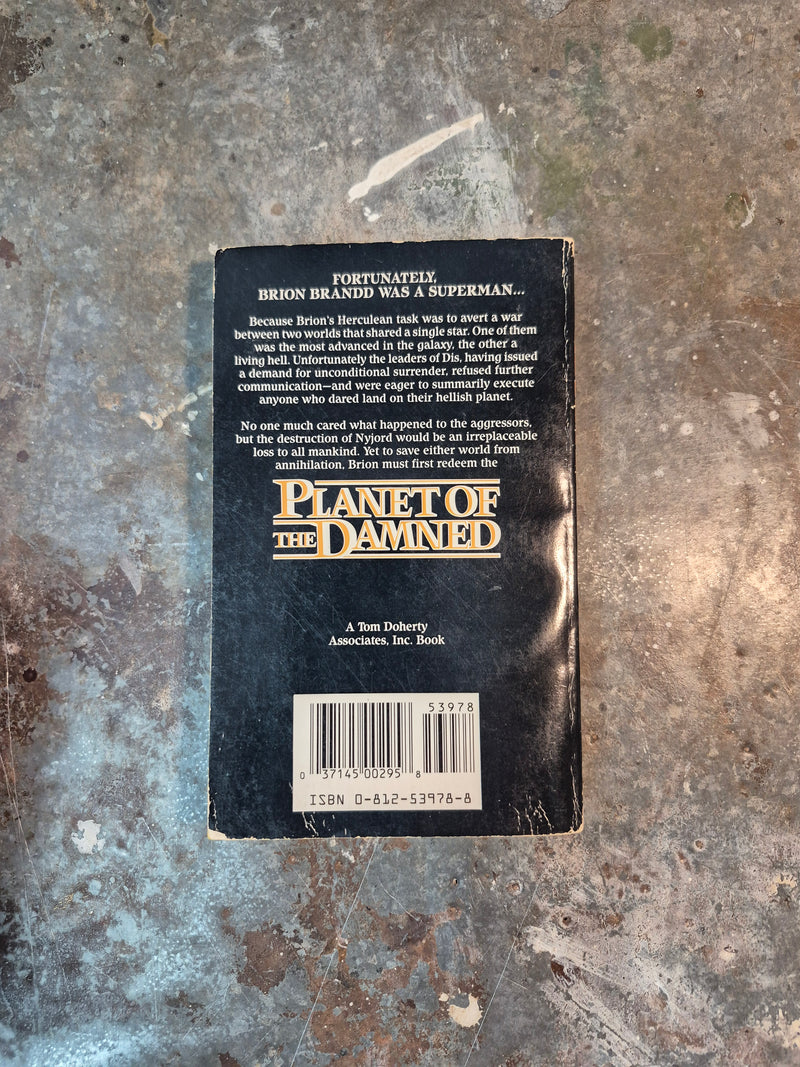 FORTUNATELY,
BRION BRANDD WAS A SUPERMAN...
Because Brion's Herculean task was to avert a war
between two worlds that shared a single star. One of them
was the most advanced in the galaxy, the other a
living hell. Unfortunately the leaders of Dis, having issued
a demand for unconditional surrender, refused further
communication—and were eager to summarily execute
anyone who dared land on their hellish planet.
No one much cared what happened to the aggressors,
but the destruction of Nyjord would be an irreplaceable
loss to all mankind. Yet to save either world from
annihilation, Brion must first redeem the
PLANET OF
THE DAMNED
A Tom Doherty
Associates, Inc. Book
53978
0 37145 00295 8
ISBN 0-812-53978-8